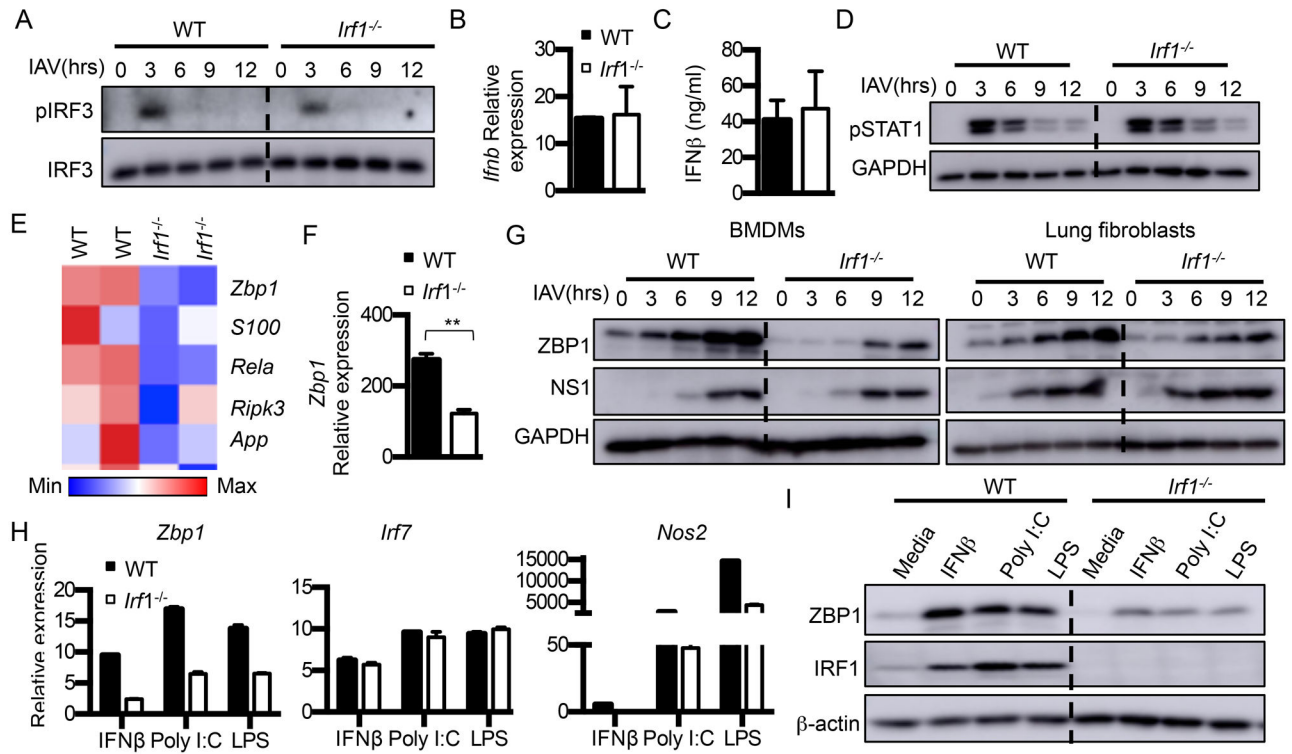 A
WT
Irf1-/-
IAV(hrs) 0 3 6 9 12 0 3 6 9 12
pIRF3
IRF3
B
WT
Irf1-/-
Ifnb Relative
expression
30
20
10
0
C
IFNβ (ng/ml)
80
60
40
20
0
D
WT
Irf1-/-
IAV(hrs) 0 3 6 9 12 0 3 6 9 12
pSTAT1
GAPDH
E
WT WT Irf1-/- Irf1-/-
Zbp1
S100
Rela
Ripk3
App
Min Max
F
WT
Irf1-/-
Zbp1
Relative expression
400
200
0
**
G
BMDMs
Lung fibroblasts
WT Irf1-/- WT Irf1-/-
IAV(hrs) 0 3 6 9 12 0 3 6 9 12 0 3 6 9 12 0 3 6 9 12
ZBP1
NS1
GAPDH
H
Zbp1
WT
Irf1-/-
Relative expression
20
15
10
5
0
IFNβ Poly I:C LPS
Irf7
15
10
5
0
IFNβ Poly I:C LPS
Nos2
15000
10000
5000
50
0
IFNβ Poly I:C LPS
I
WT
Irf1-/-
Media IFNβ Poly I:C LPS Media IFNβ Poly I:C LPS
ZBP1
IRF1
β-actin